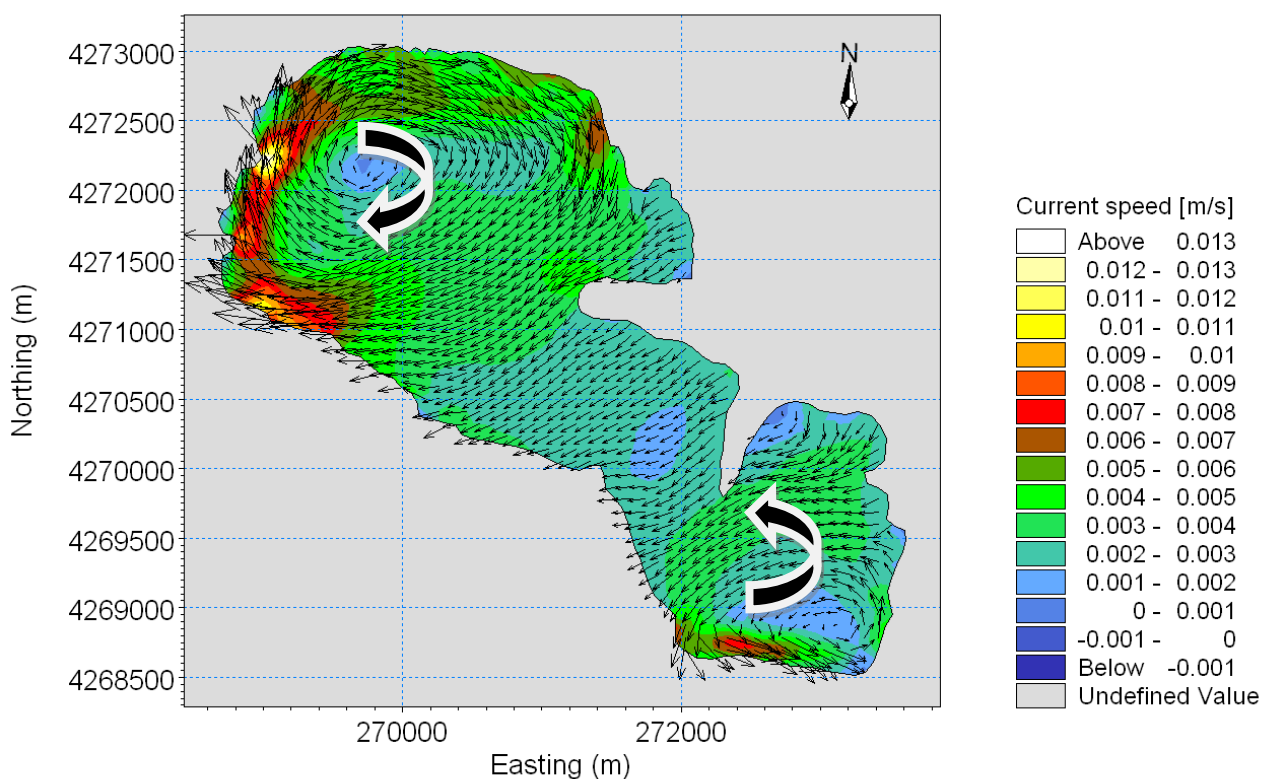 4273000
4272500
4272000
4271500
4271000
4270500
4270000
4269500
4269000
4268500
Northing (m)
270000 272000
Easting (m)
N
Current speed [m/s]
Above 0.013
0.012 - 0.013
0.011 - 0.012
0.01 - 0.011
0.009 - 0.01
0.008 - 0.009
0.007 - 0.008
0.006 - 0.007
0.005 - 0.006
0.004 - 0.005
0.003 - 0.004
0.002 - 0.003
0.001 - 0.002
0 - 0.001
-0.001 - 0
Below -0.001
Undefined Value